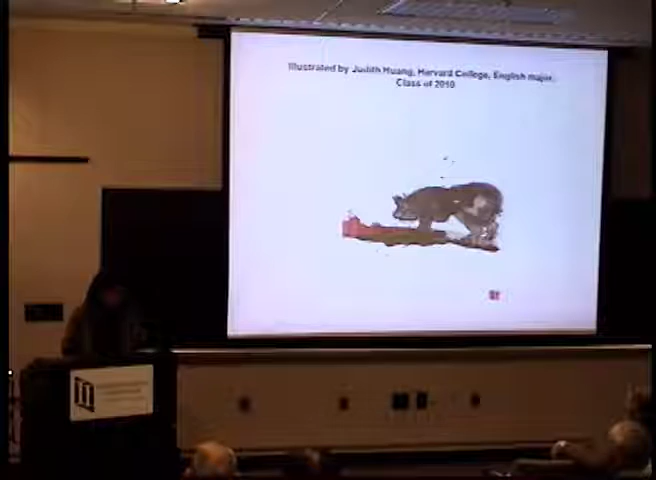 Illustrated by Judith Huang, Harvard College, English major,
Class of 2010